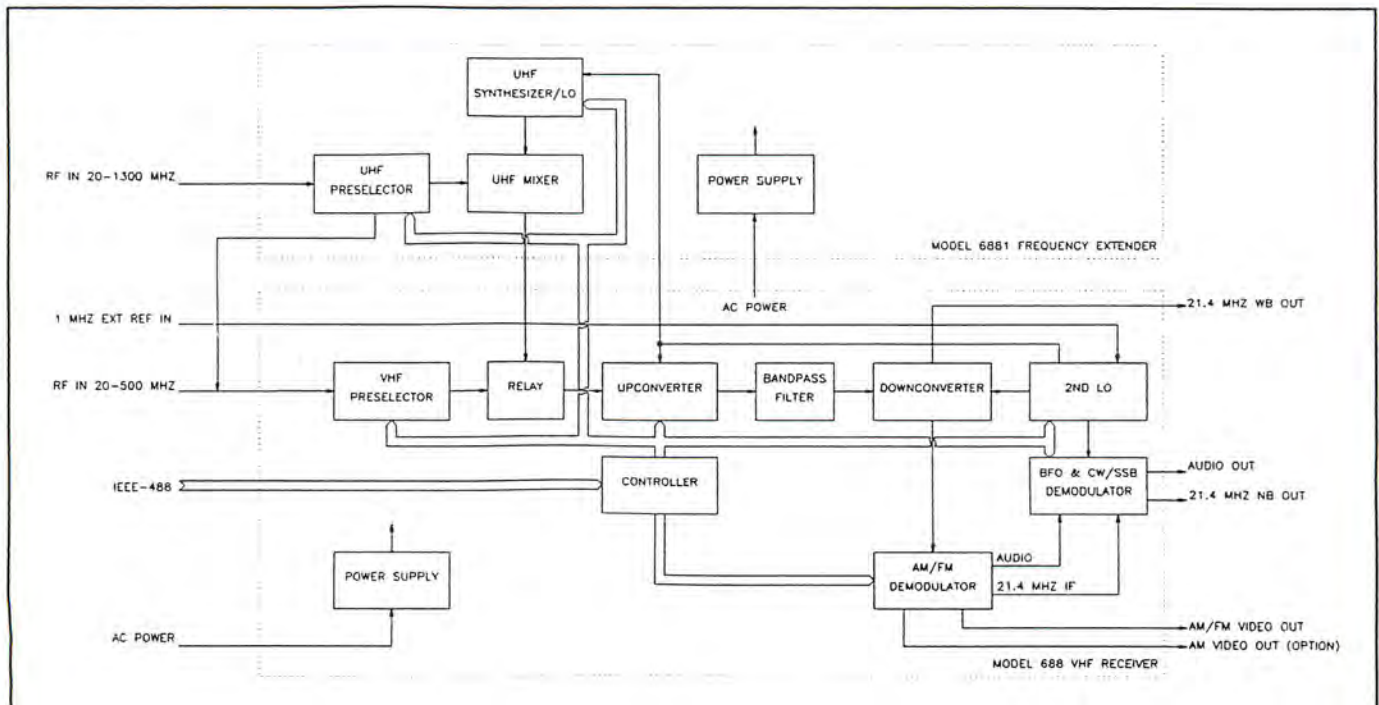 UHF
SYNTHESIZER/LO
RF IN 20-1300 MHZ
UHF
PRESELECTOR
UHF MIXER
POWER SUPPLY
MODEL 6881 FREQUENCY EXTENDER
AC POWER
21.4 MHZ WB OUT
1 MHZ EXT REF IN
RF IN 20-500 MHZ
VHF
PRESELECTOR
RELAY
UPCONVERTER
BANDPASS
FILTER
DOWNCONVERTER
2ND LO
IEEE-488
CONTROLLER
BFO & CW/SSB
DEMODULATOR
AUDIO OUT
21.4 MHZ NB OUT
POWER SUPPLY
AM/FM
DEMODULATOR
AUDIO
21.4 MHZ IF
AC POWER
AM/FM VIDEO OUT
AM VIDEO OUT (OPTION)
MODEL 688 VHF RECEIVER